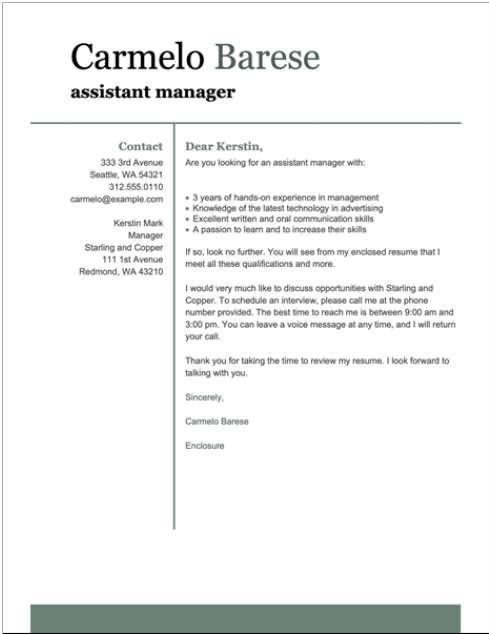 Carmelo Barese
assistant manager
Contact
333 3rd Avenue
Seattle, WA 54321
312.555.0110
carmelo@example.com
Kerstin Mark
Manager
Starling and Copper
111 1st Avenue
Redmond, WA 43210
Dear Kerstin,
Are you looking for an assistant manager with:
• 3 years of hands-on experience in management
• Knowledge of the latest technology in advertising
• Excellent written and oral communication skills
• A passion to learn and to increase their skills
If so, look no further. You will see from my enclosed resume that I
meet all these qualifications and more.
I would very much like to discuss opportunities with Starling and
Copper. To schedule an interview, please call me at the phone
number provided. The best time to reach me is between 9:00 am and
3:00 pm. You can leave a voice message at any time, and I will return
your call.
Thank you for taking the time to review my resume. I look forward to
talking with you.
Sincerely,
Carmelo Barese
Enclosure